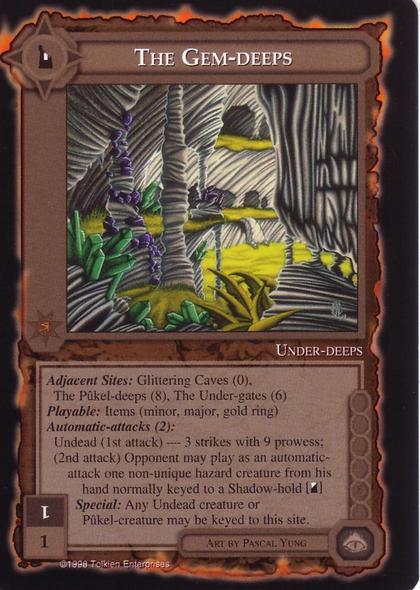 THE GEM-DEEPS
UNDER-DEEPS
Adjacent Sites: Glittering Caves (0),
The Pûkel-deeps (8), The Under-gates (6)
Playable: Items (minor, major, gold ring)
Automatic-attacks (2):
Undead (1st attack) — 3 strikes with 9 prowess;
(2nd attack) Opponent may play as an automatic-
attack one non-unique hazard creature from his
hand normally keyed to a Shadow-hold []
Special: Any Undead creature or
Pûkel-creature may be keyed to this site.
1
1
ART BY PASCAL YUNG
©1998 Tolkien Enterprises